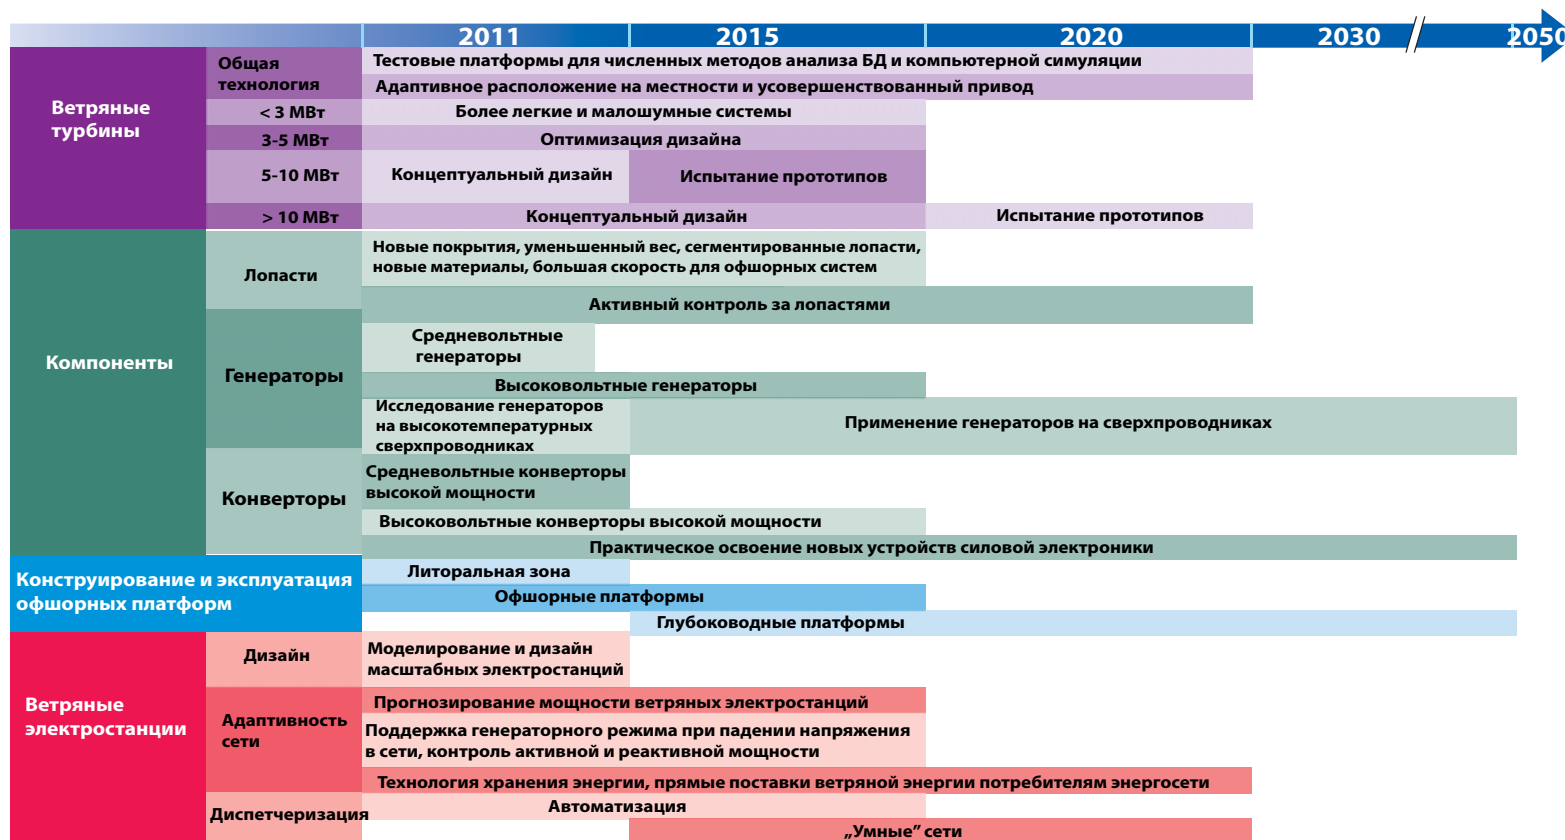 2011 2015 2020 2030 2050
Ветряные
турбины
Общая
технология
Тестовые платформы для численных методов анализа БД и компьютерной симуляции
Адаптивное расположение на местности и усовершенствованный привод
< 3 МВт
Более легкие и малошумные системы
3-5 МВт
Оптимизация дизайна
5-10 МВт
Концептуальный дизайн
Испытание прототипов
> 10 МВт
Концептуальный дизайн
Испытание прототипов
Компоненты
Лопасти
Новые покрытия, уменьшенный вес, сегментированные лопасти,
новые материалы, большая скорость для офшорных систем
Активный контроль за лопастями
Генераторы
Средневольтные
генераторы
Высоковольтные генераторы
Исследование генераторов
на высокотемпературных
сверхпроводниках
Применение генераторов на сверхпроводниках
Конверторы
Средневольтные конверторы
высокой мощности
Высоковольтные конверторы высокой мощности
Практическое освоение новых устройств силовой электроники
Конструирование и эксплуатация
офшорных платформ
Литоральная зона
Офшорные платформы
Глубоководные платформы
Ветряные
электростанции
Дизайн
Моделирование и дизайн
масштабных электростанций
Адаптивность
сети
Прогнозирование мощности ветряных электростанций
Поддержка генераторного режима при падении напряжения
в сети, контроль активной и реактивной мощности
Технология хранения энергии, прямые поставки ветряной энергии потребителям энергосети
Диспетчеризация
Автоматизация
„Умные” сети